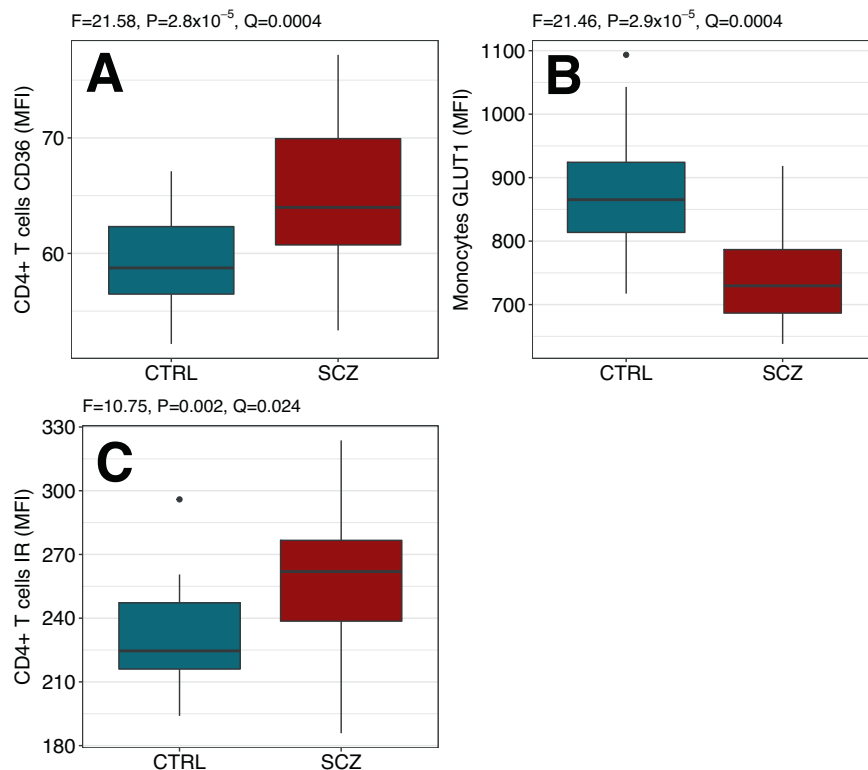 F=21.58, P=2.8x10⁻⁵, Q=0.0004
A
CD4+ T cells CD36 (MFI)
70
60
CTRL SCZ
F=21.46, P=2.9x10⁻⁵, Q=0.0004
B
Monocytes GLUT1 (MFI)
1100
1000
900
800
700
CTRL SCZ
F=10.75, P=0.002, Q=0.024
C
CD4+ T cells IR (MFI)
330
300
270
240
210
180
CTRL SCZ